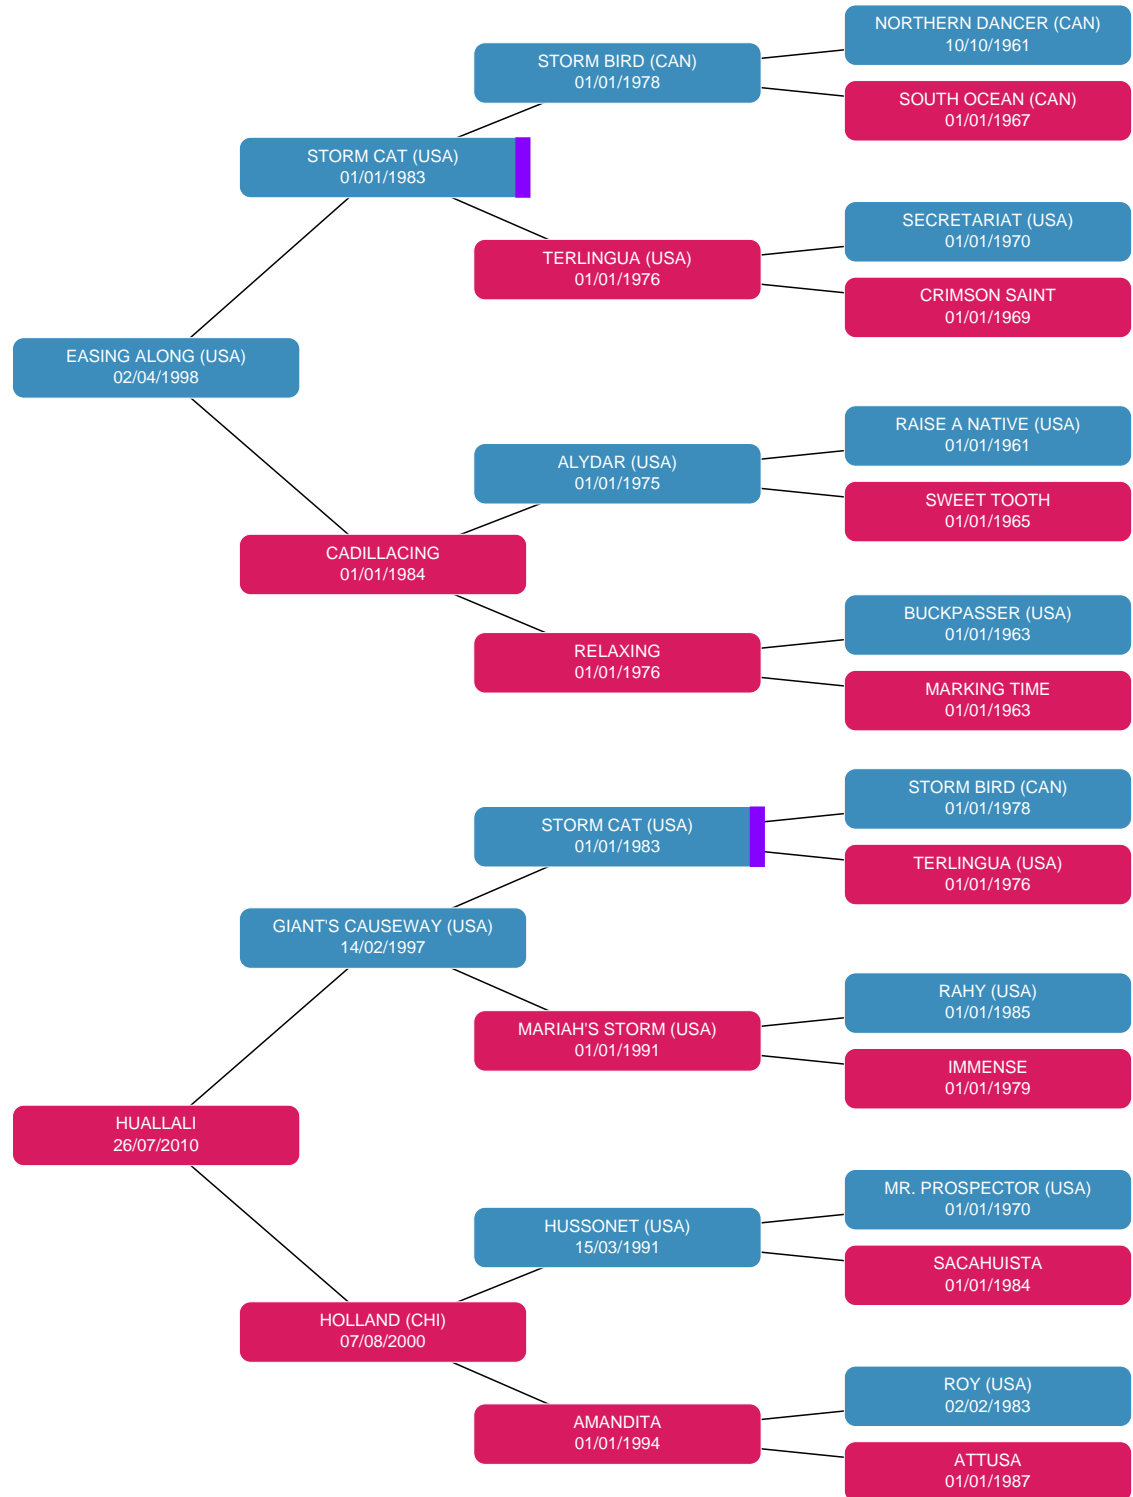 NORTHERN DANCER (CAN)
10/10/1961
STORM BIRD (CAN)
01/01/1978
SOUTH OCEAN (CAN)
01/01/1967
STORM CAT (USA)
01/01/1983
SECRETARIAT (USA)
01/01/1970
TERLINGUA (USA)
01/01/1976
CRIMSON SAINT
01/01/1969
EASING ALONG (USA)
02/04/1998
RAISE A NATIVE (USA)
01/01/1961
ALYDAR (USA)
01/01/1975
SWEET TOOTH
01/01/1965
CADILLACING
01/01/1984
BUCKPASSER (USA)
01/01/1963
RELAXING
01/01/1976
MARKING TIME
01/01/1963
STORM BIRD (CAN)
01/01/1978
STORM CAT (USA)
01/01/1983
TERLINGUA (USA)
01/01/1976
GIANT'S CAUSEWAY (USA)
14/02/1997
RAHY (USA)
01/01/1985
MARIAH'S STORM (USA)
01/01/1991
IMMENSE
01/01/1979
HUALLALI
26/07/2010
MR. PROSPECTOR (USA)
01/01/1970
HUSSONET (USA)
15/03/1991
SACAHUISTA
01/01/1984
HOLLAND (CHI)
07/08/2000
ROY (USA)
02/02/1983
AMANDITA
01/01/1994
ATTUSA
01/01/1987